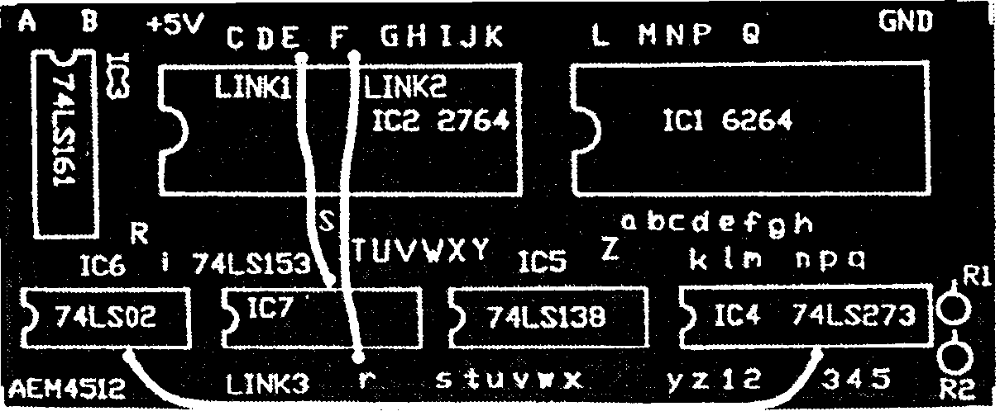 A B +5V GND
C D E F G H I J K L M N P Q
IC3
74LS161
LINK1 LINK2
IC2 2764
IC1 6264
S
a b c d e f g h
R
T U V W X Y
Z
k l m n p q
IC6 i 74LS153 IC5
R1
74LS02
IC7
74LS138
IC4 74LS273
AEM4512
LINK3 r s t u v w x y z 1 2 3 4 5
R2